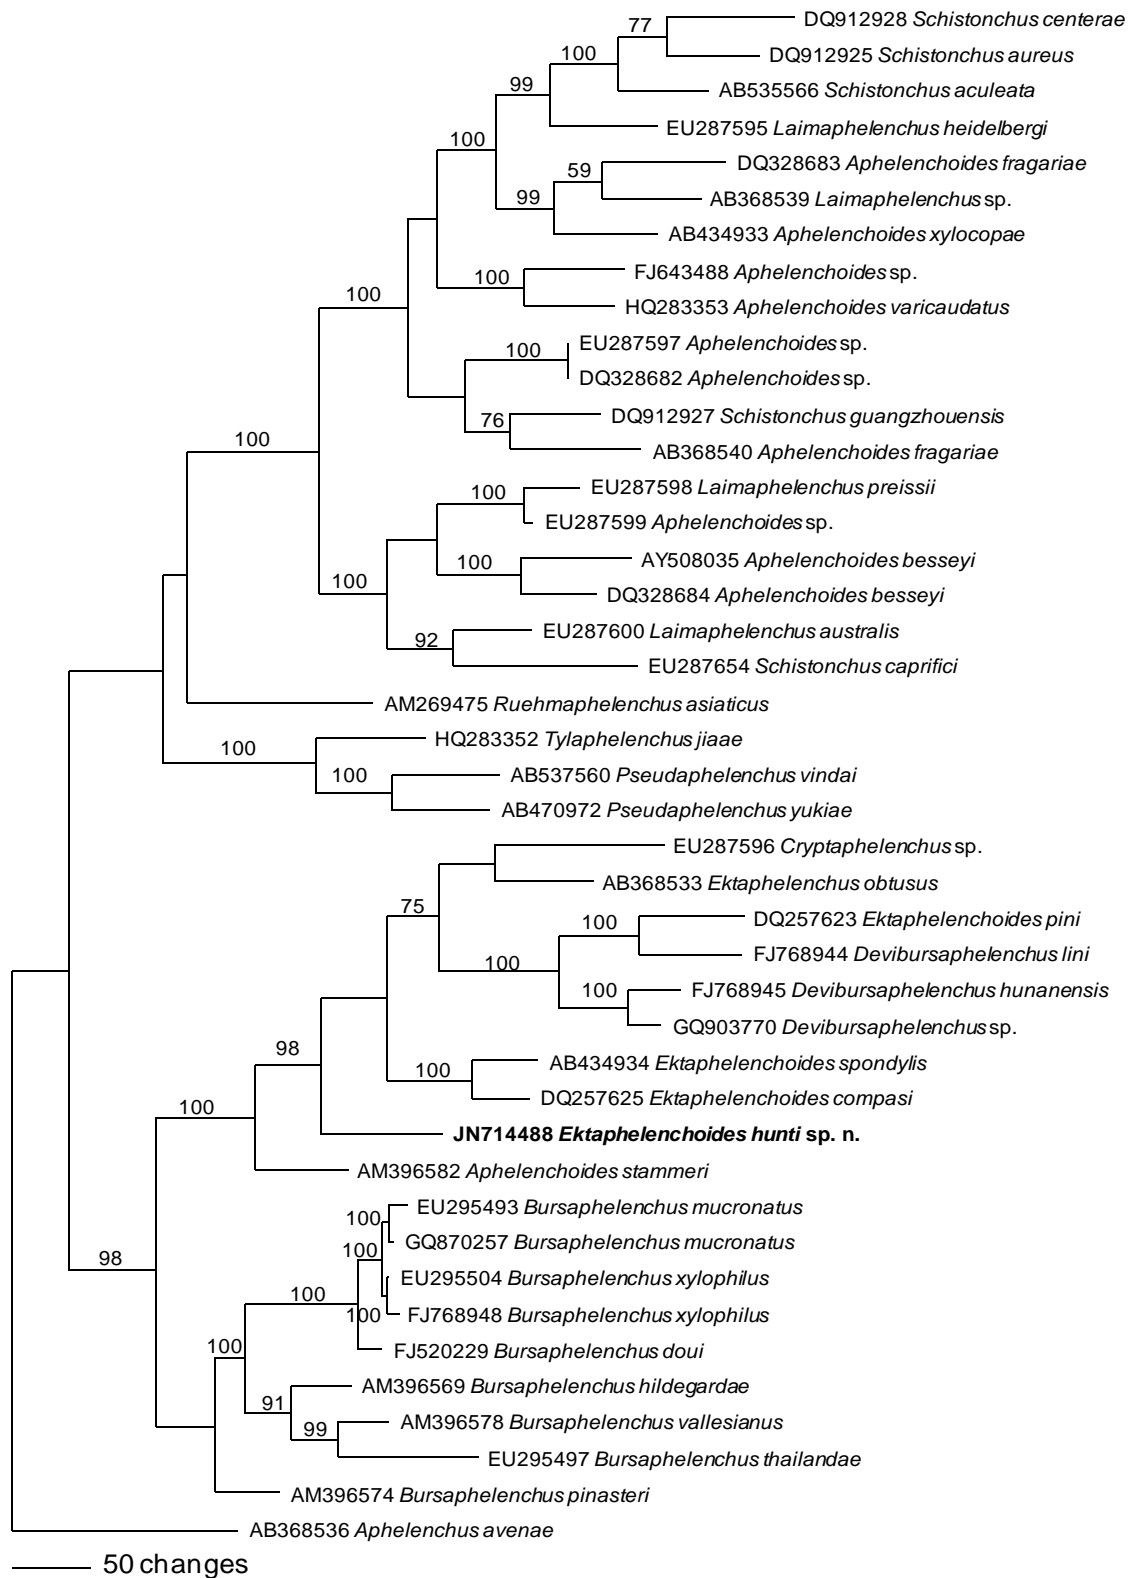 77
DQ912928 Schistonchus centerae
DQ912925 Schistonchus aureus
100
AB535566 Schistonchus aculeata
99
EU287595 Laimaphelenchus heidelbergi
100
DQ328683 Aphelenchoides fragariae
59
AB368539 Laimaphelenchus sp.
99
AB434933 Aphelenchoides xylocopae
FJ643488 Aphelenchoides sp.
100
HQ283353 Aphelenchoides varicaudatus
100
EU287597 Aphelenchoides sp.
100
DQ328682 Aphelenchoides sp.
DQ912927 Schistonchus guangzhouensis
76
AB368540 Aphelenchoides fragariae
100
EU287598 Laimaphelenchus preissii
100
EU287599 Aphelenchoides sp.
AY508035 Aphelenchoides besseyi
100
DQ328684 Aphelenchoides besseyi
100
EU287600 Laimaphelenchus australis
92
EU287654 Schistonchus caprifici
AM269475 Ruehmaphelenchus asiaticus
HQ283352 Tylaphelenchus jiaae
100
AB537560 Pseudaphelenchus vindai
100
AB470972 Pseudaphelenchus yukiae
EU287596 Cryptaphelenchus sp.
AB368533 Ektaphelenchus obtusus
75
DQ257623 Ektaphelenchoides pini
100
FJ768944 Devibursaphelenchus lini
100
FJ768945 Devibursaphelenchus hunanensis
100
GQ903770 Devibursaphelenchus sp.
AB434934 Ektaphelenchoides spondylis
100
DQ257625 Ektaphelenchoides compasi
98
JN714488 Ektaphelenchoides hunti sp. n.
100
AM396582 Aphelenchoides stammeri
EU295493 Bursaphelenchus mucronatus
100
GQ870257 Bursaphelenchus mucronatus
100
EU295504 Bursaphelenchus xylophilus
98
100
FJ768948 Bursaphelenchus xylophilus
100
FJ520229 Bursaphelenchus doui
100
AM396569 Bursaphelenchus hildegardae
91
AM396578 Bursaphelenchus vallesianus
99
EU295497 Bursaphelenchus thailandae
AM396574 Bursaphelenchus pinasteri
AB368536 Aphelenchus avenae
50 changes